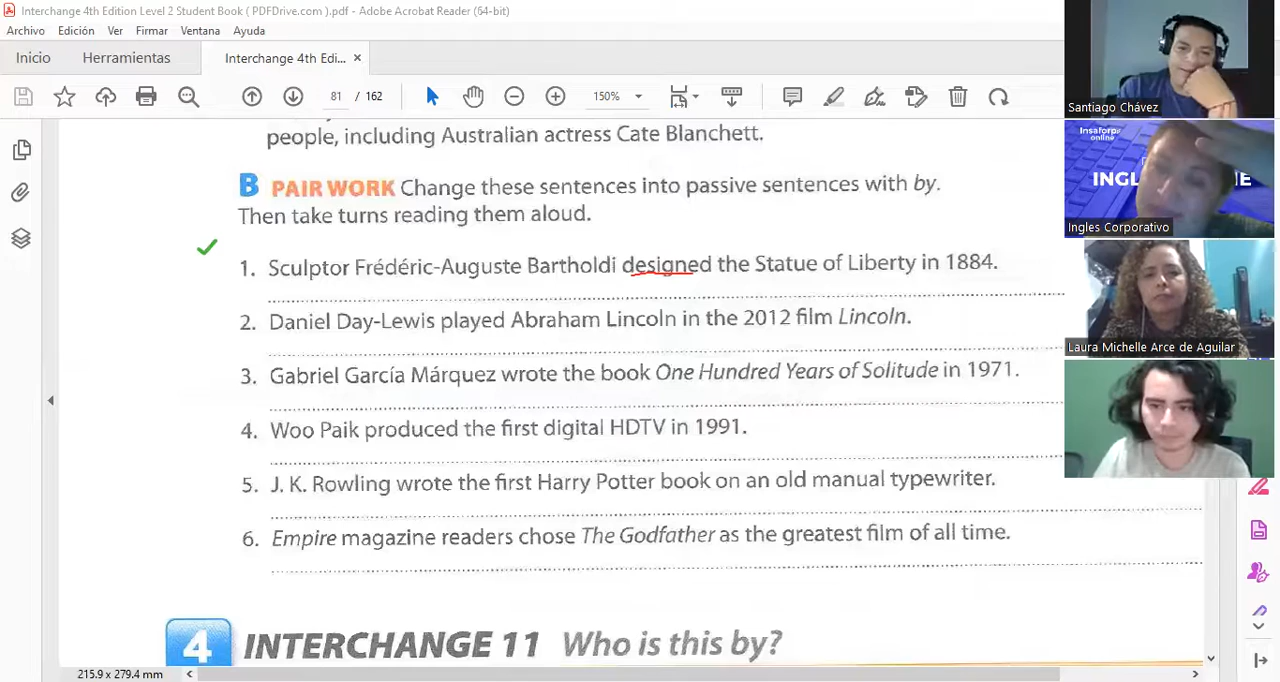 Interchange 4th Edition Level 2 Student Book ( PDFDrive.com ).pdf - Adobe Acrobat Reader (64-bit)
Archivo Edición Ver Firmar Ventana Ayuda
Inicio Herramientas Interchange 4th Edi... ×
81 / 162 150%
people, including Australian actress Cate Blanchett.
B PAIR WORK Change these sentences into passive sentences with by.
Then take turns reading them aloud.
1. Sculptor Frédéric-Auguste Bartholdi designed the Statue of Liberty in 1884.
2. Daniel Day-Lewis played Abraham Lincoln in the 2012 film Lincoln.
3. Gabriel García Márquez wrote the book One Hundred Years of Solitude in 1971.
4. Woo Paik produced the first digital HDTV in 1991.
5. J. K. Rowling wrote the first Harry Potter book on an old manual typewriter.
6. Empire magazine readers chose The Godfather as the greatest film of all time.
4 INTERCHANGE 11 Who is this by?
215.9 x 279.4 mm
Santiago Chávez
Insaforp
online
INGL
NE
Ingles Corporativo
Laura Michelle Arce de Aguilar